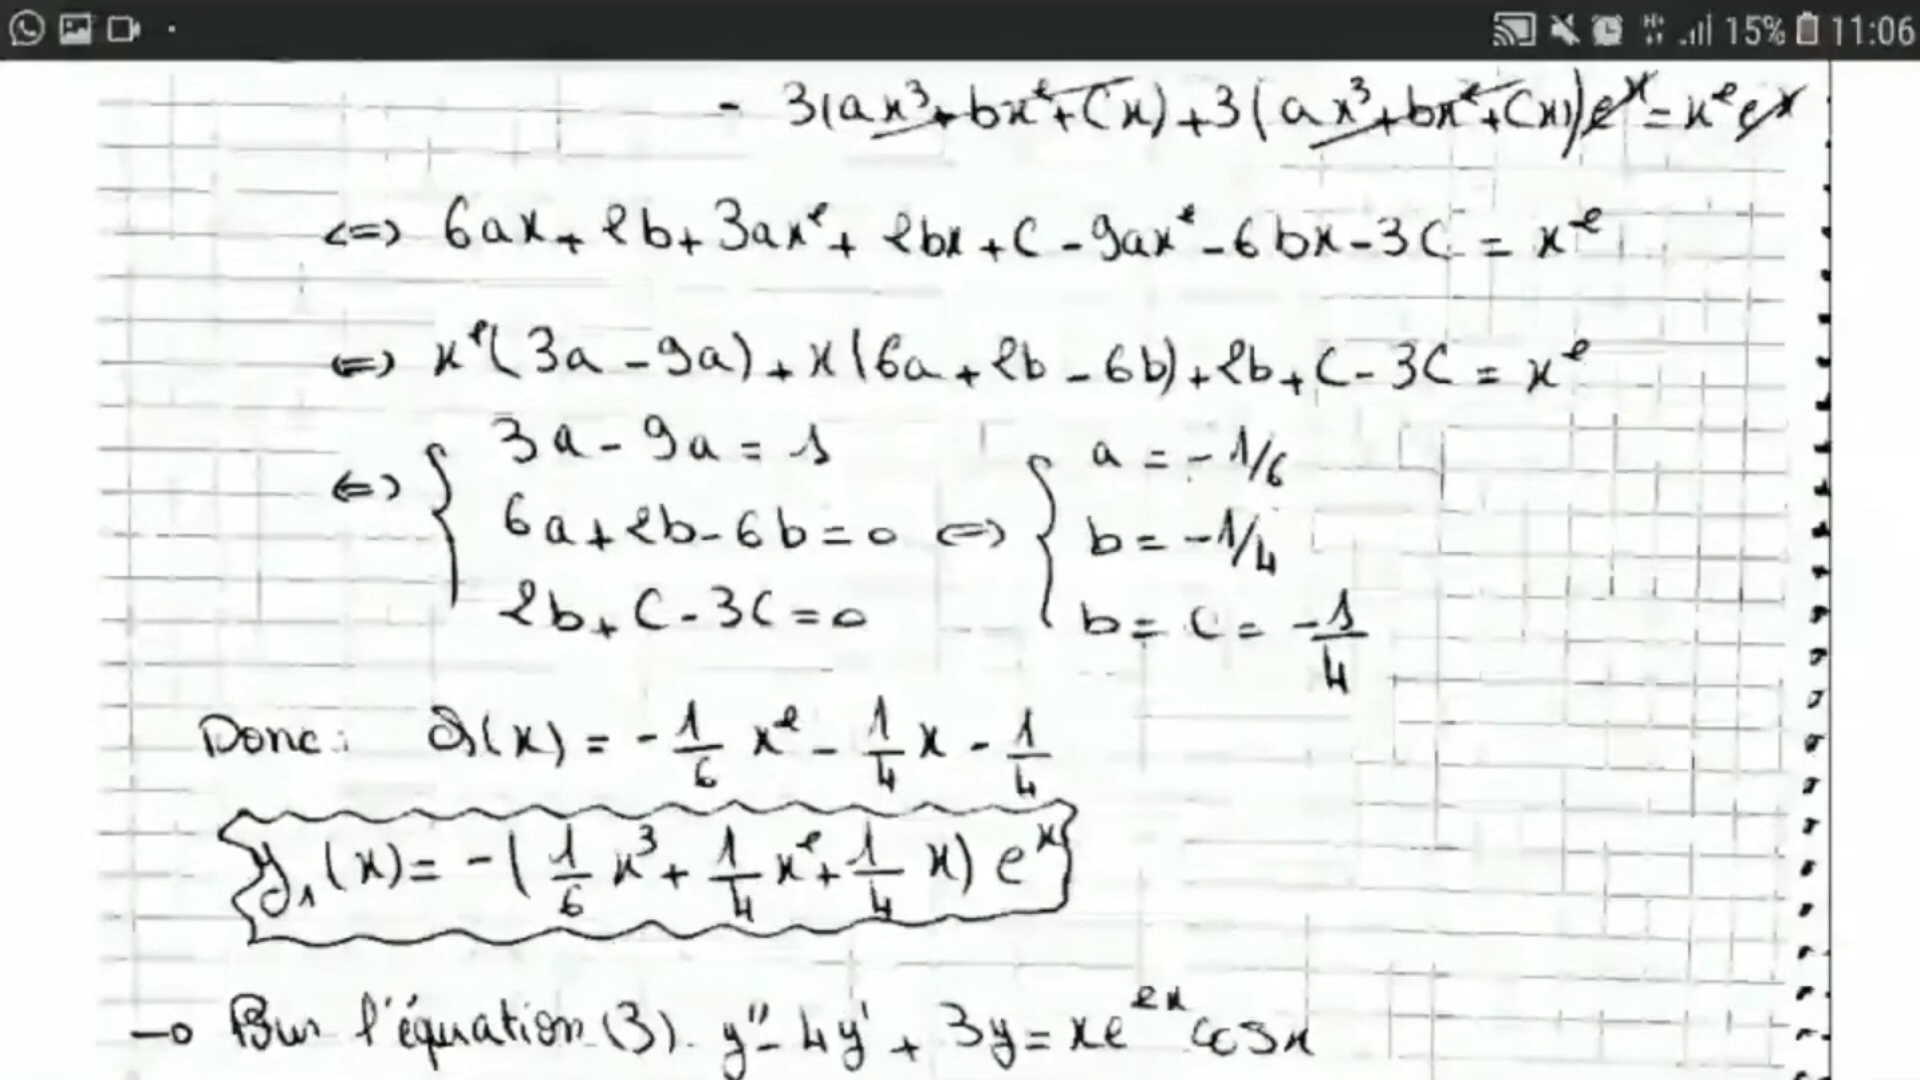 15% 11:06
- 3(ax³+bx²+Cx)+3(ax³+bx²+Cx)eˣ=x²eˣ
<=> 6ax+2b+3ax²+2bx+C-9ax²-6bx-3C=x²
<=> x²(3a-9a)+x(6a+2b-6b)+2b+C-3C=x²
<=> { 3a-9a=1 a=-1/6
6a+2b-6b=0 <=> { b=-1/4
2b+C-3C=0 b=C=-1/4
Donc: Q(x)=-1/6 x²-1/4 x-1/4
y₁(x)=-(1/6 x³+1/4 x²+1/4 x)eˣ
→ Pour l'équation (3). y''-4y'+3y=xe²ˣcosx